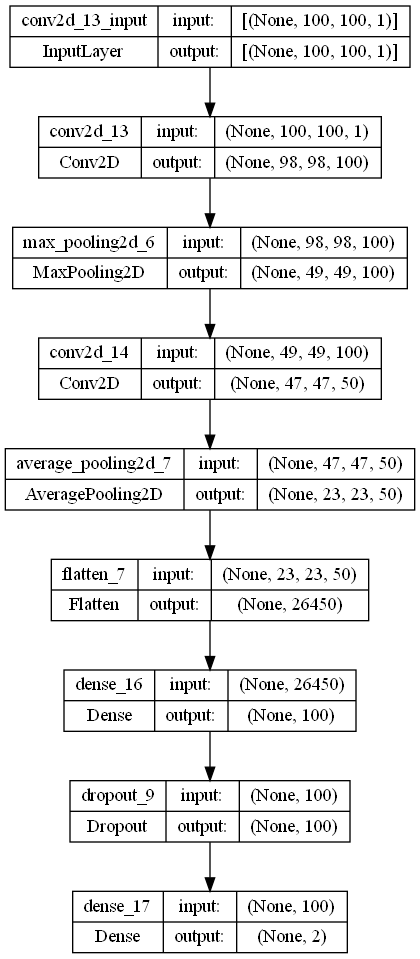 conv2d_13_input input: [(None, 100, 100, 1)]
InputLayer output: [(None, 100, 100, 1)]
conv2d_13 input: (None, 100, 100, 1)
Conv2D output: (None, 98, 98, 100)
max_pooling2d_6 input: (None, 98, 98, 100)
MaxPooling2D output: (None, 49, 49, 100)
conv2d_14 input: (None, 49, 49, 100)
Conv2D output: (None, 47, 47, 50)
average_pooling2d_7 input: (None, 47, 47, 50)
AveragePooling2D output: (None, 23, 23, 50)
flatten_7 input: (None, 23, 23, 50)
Flatten output: (None, 26450)
dense_16 input: (None, 26450)
Dense output: (None, 100)
dropout_9 input: (None, 100)
Dropout output: (None, 100)
dense_17 input: (None, 100)
Dense output: (None, 2)